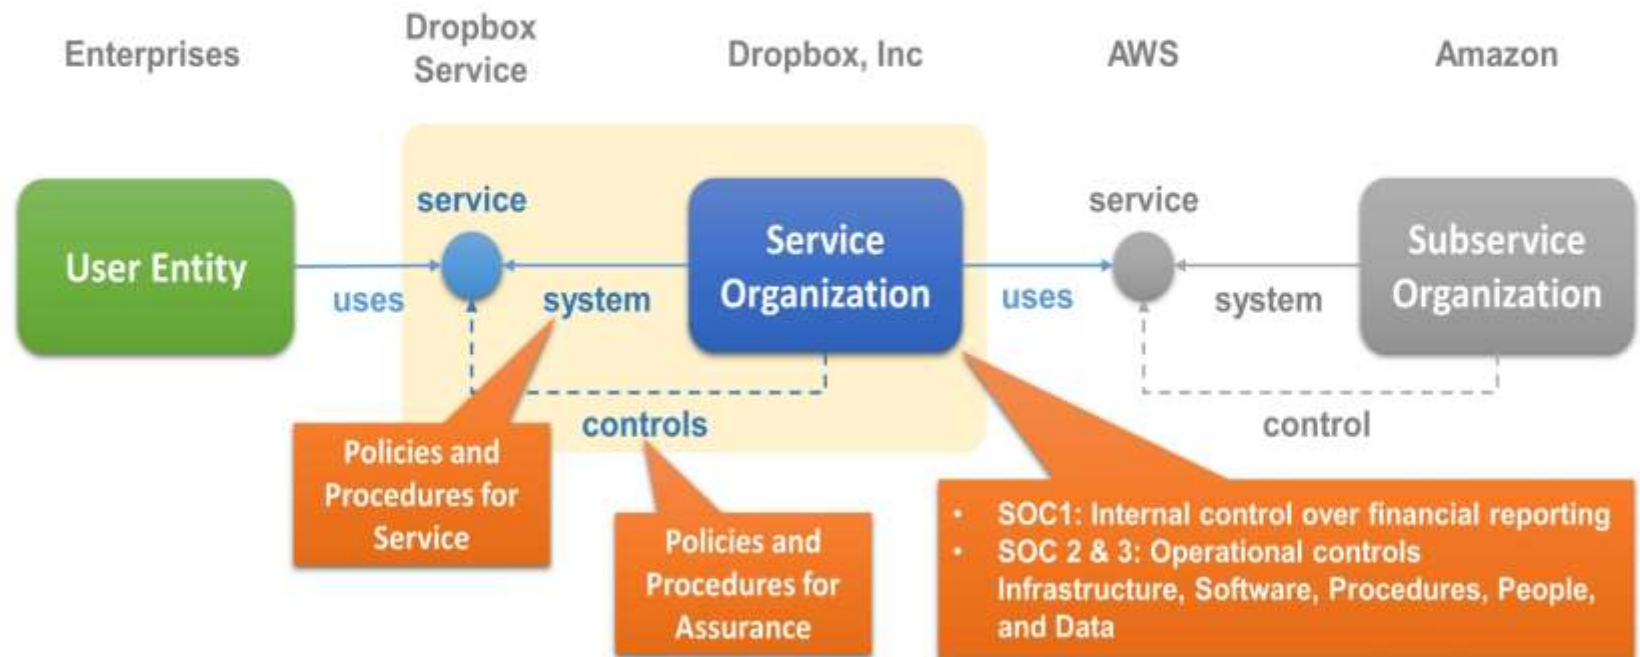 Enterprises
Dropbox
Service
Dropbox, Inc
AWS
Amazon
User Entity
uses
service
system
controls
Service
Organization
uses
service
system
control
Subservice
Organization
Policies and
Procedures for
Service
Policies and
Procedures for
Assurance
• SOC1: Internal control over financial reporting
• SOC 2 & 3: Operational controls
Infrastructure, Software, Procedures, People,
and Data